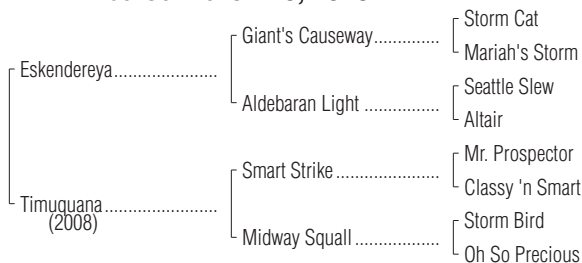 Storm Cat
Giant's Causeway...............
Mariah's Storm
Eskendereya.......................
Seattle Slew
Aldebaran Light .................
Altair
Mr. Prospector
Smart Strike .......................
Classy 'n Smart
Timuquana.........................
(2008)
Storm Bird
Midway Squall ...................
Oh So Precious